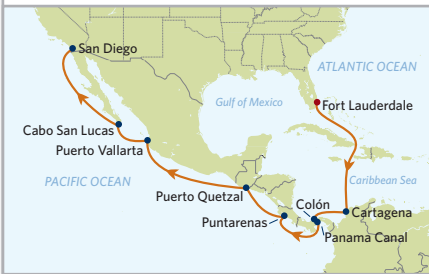 San Diego
ATLANTIC OCEAN
Gulf of Mexico
Fort Lauderdale
Cabo San Lucas
Puerto Vallarta
PACIFIC OCEAN
Caribbean Sea
Puerto Quetzal
Colón
Cartagena
Puntarenas
Panama Canal